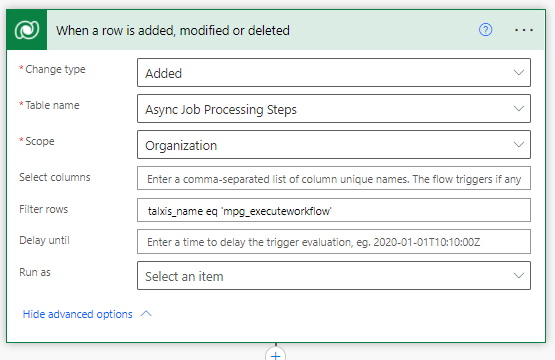 When a row is added, modified or deleted
* Change type
Added
* Table name
Async Job Processing Steps
* Scope
Organization
Select columns
Enter a comma-separated list of column unique names. The flow triggers if any
Filter rows
talxis_name eq 'mpg_executeworkflow'
Delay until
Enter a time to delay the trigger evaluation, eg. 2020-01-01T10:10:00Z
Run as
Select an item
Hide advanced options